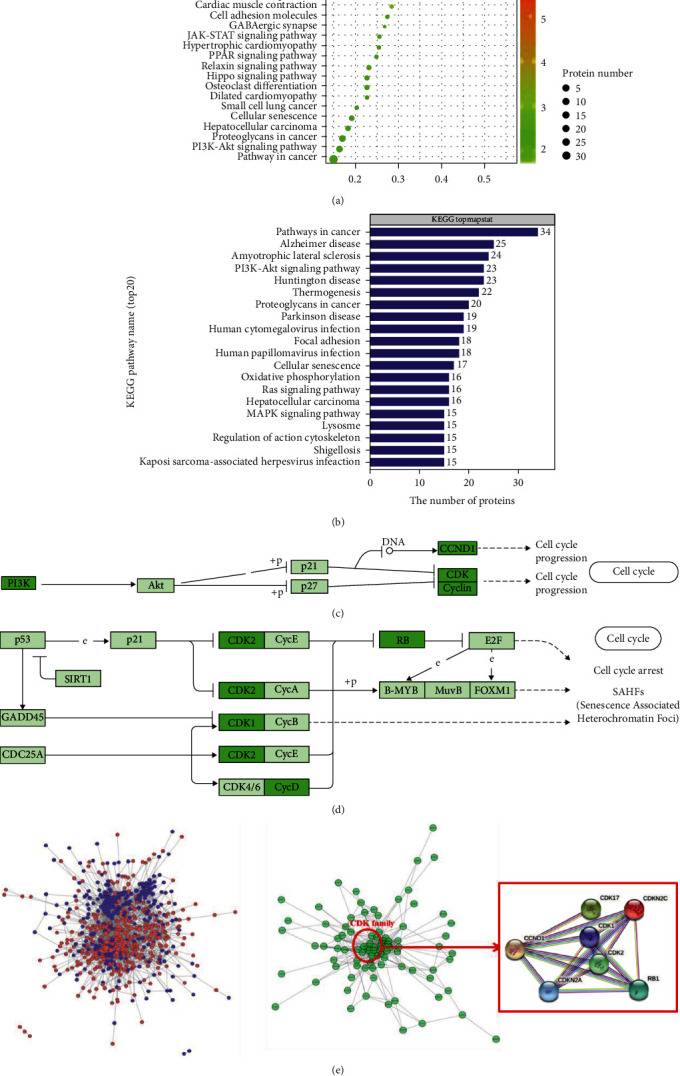 Cardiac muscle contraction
Cell adhesion molecules
GABAergic synapse
JAK-STAT signaling pathway
Hypertrophic cardiomyopathy
PPAR signaling pathway
Relaxin signaling pathway
Hippo signaling pathway
Osteoclast differentiation
Dilated cardiomyopathy
Small cell lung cancer
Cellular senescence
Hepatocellular carcinoma
Proteoglycans in cancer
PI3K-Akt signaling pathway
Pathway in cancer
0.2 0.3 0.4 0.5
5
4
3
2
Protein number
5
10
15
20
25
30
(a)
KEGG topmapstat
KEGG pathway name (top20)
Pathways in cancer 34
Alzheimer disease 25
Amyotrophic lateral sclerosis 24
PI3K-Akt signaling pathway 23
Huntington disease 23
Thermogenesis 22
Proteoglycans in cancer 20
Parkinson disease 19
Human cytomegalovirus infection 19
Focal adhesion 18
Human papillomavirus infection 18
Cellular senescence 17
Oxidative phosphorylation 16
Ras signaling pathway 16
Hepatocellular carcinoma 16
MAPK signaling pathway 15
Lysosme 15
Regulation of action cytoskeleton 15
Shigellosis 15
Kaposi sarcoma-associated herpesvirus infeaction 15
0 10 20 30
The number of proteins
(b)
PI3K
Akt
+p
+p
p21
p27
DNA
CCND1
CDK
Cyclin
Cell cycle
progression
Cell cycle
progression
Cell cycle
(c)
p53 e p21 CDK2 CycE RB E2F Cell cycle
SIRT1
e e
Cell cycle arrest
CDK2 CycA +p B-MYB MuvB FOXM1
SAHFs
(Senescence Associated
Heterochromatin Foci)
GADD45 CDK1 CycB
CDC25A CDK2 CycE
CDK4/6 CycD
(d)
CDK family
CDK17
CDKN2C
CDK1
CCND1
CDK2
CDKN2A
RB1
(e)